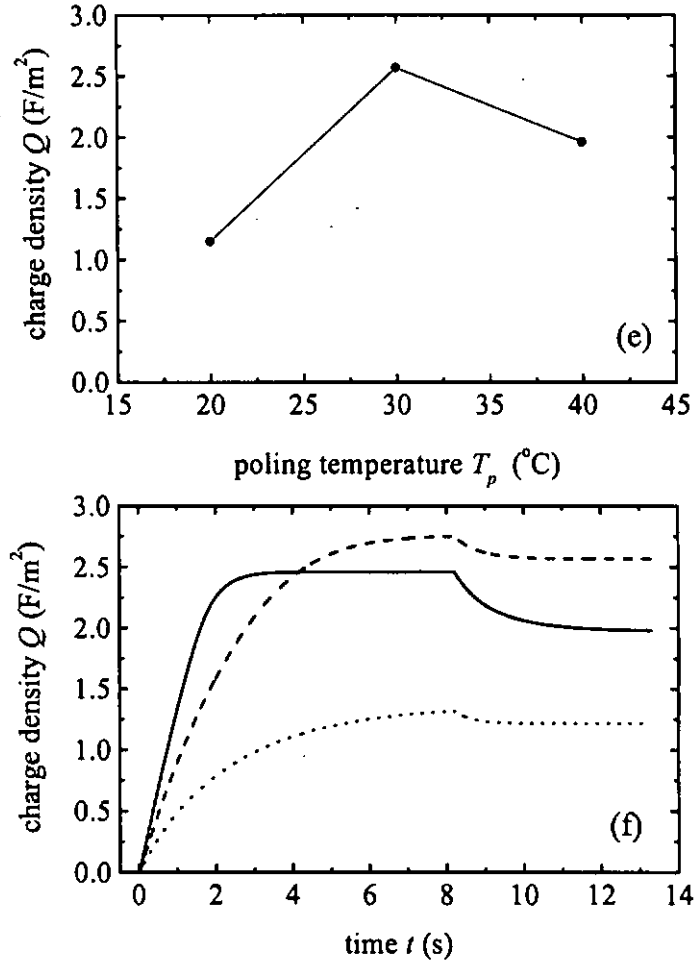 3.0
2.5
2.0
1.5
1.0
0.5
0.0
charge density Q (F/m²)
(e)
15 20 25 30 35 40 45
poling temperature Tₚ (°C)
3.0
2.5
2.0
1.5
1.0
0.5
0.0
charge density Q (F/m²)
(f)
0 2 4 6 8 10 12 14
time t (s)